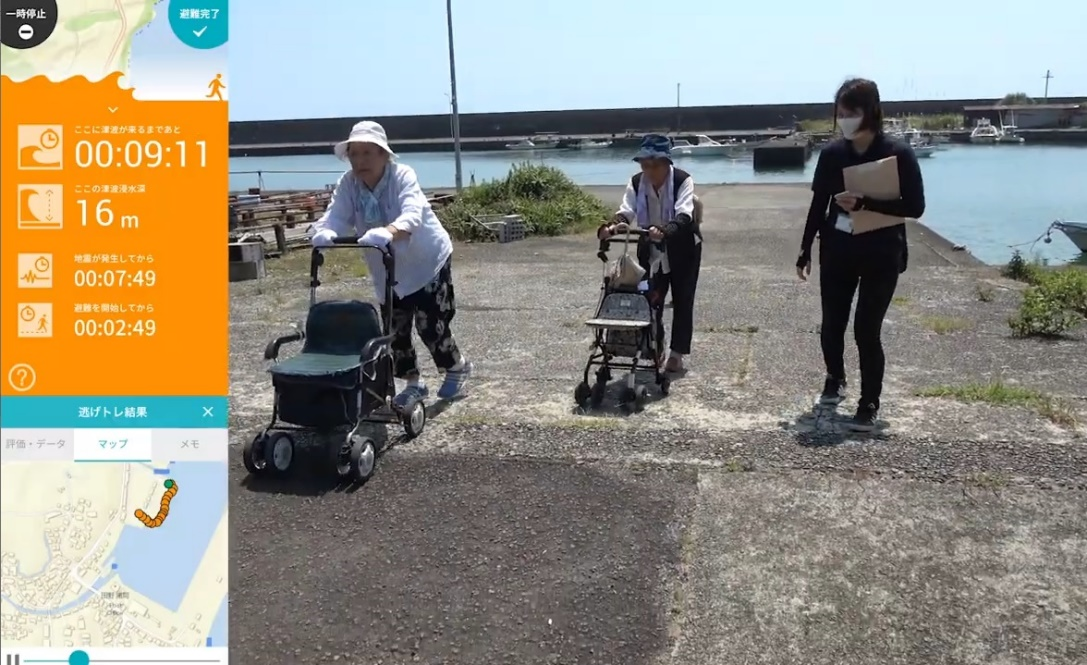 一時停止
避難完了
ここに津波が来るまであと
00:09:11
ここの津波浸水深
16 m
地震が発生してから
00:07:49
避難を開始してから
00:02:49
?
逃げトレ結果 ×
評価・データ マップ メモ